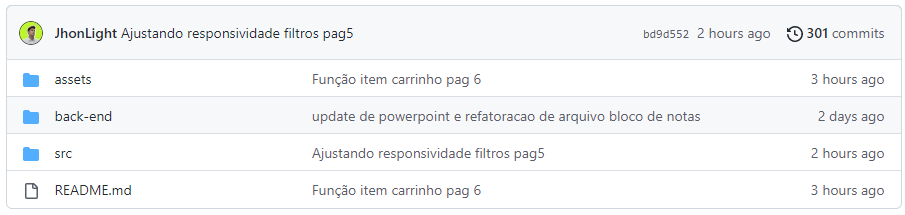 JhonLight Ajustando responsividade filtros pag5 bd9d552 2 hours ago 301 commits
assets Função item carrinho pag 6 3 hours ago
back-end update de powerpoint e refatoracao de arquivo bloco de notas 2 days ago
src Ajustando responsividade filtros pag5 2 hours ago
README.md Função item carrinho pag 6 3 hours ago